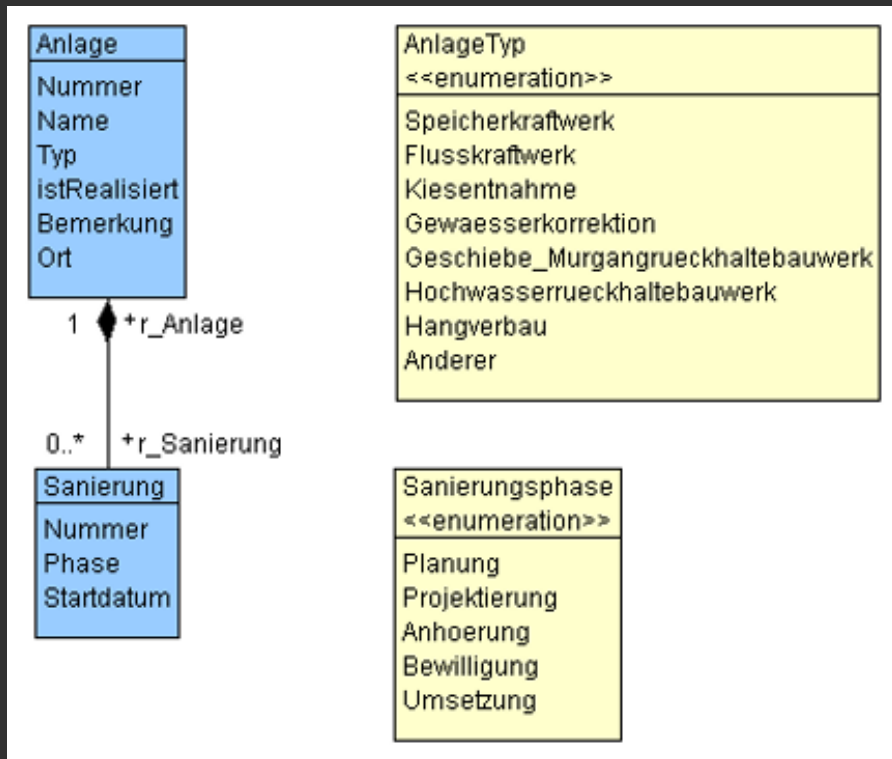 Anlage
Nummer
Name
Typ
istRealisiert
Bemerkung
Ort
1 +r_Anlage
0..* +r_Sanierung
Sanierung
Nummer
Phase
Startdatum
AnlageTyp
<<enumeration>>
Speicherkraftwerk
Flusskraftwerk
Kiesentnahme
Gewaesserkorrektion
Geschiebe_Murgangrueckhaltebauwerk
Hochwasserrueckhaltebauwerk
Hangverbau
Anderer
Sanierungsphase
<<enumeration>>
Planung
Projektierung
Anhoerung
Bewilligung
Umsetzung